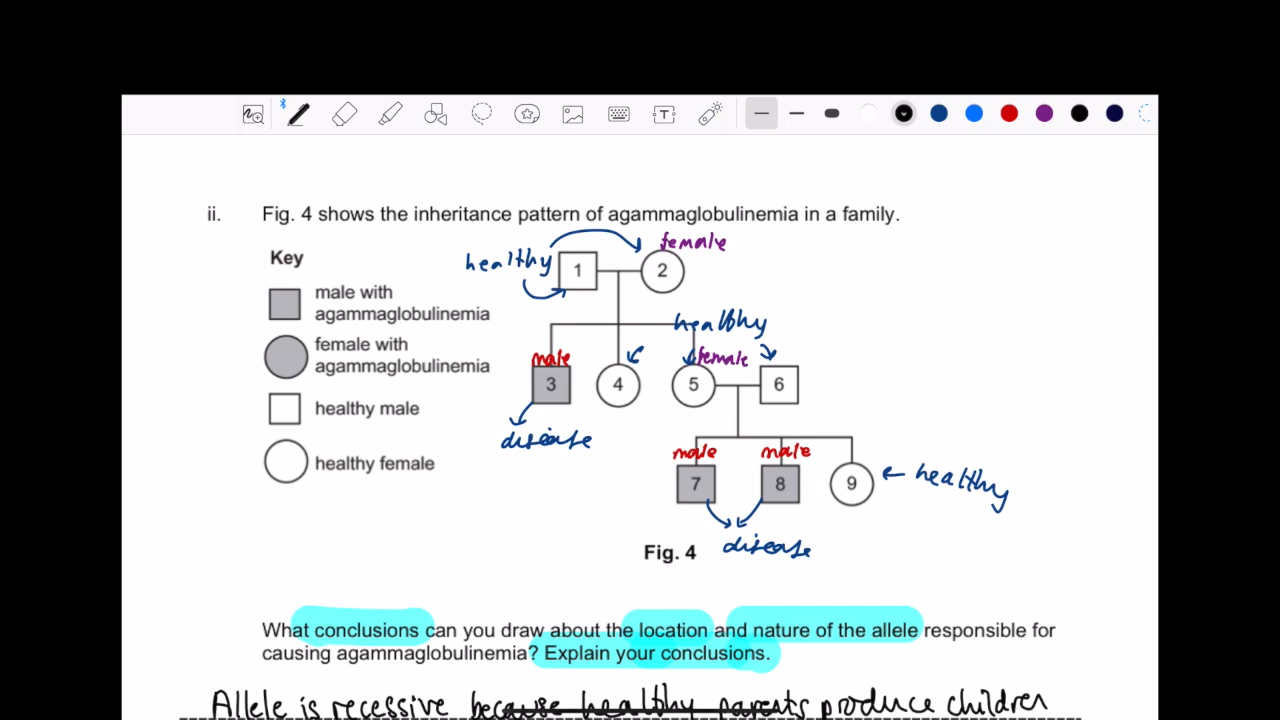 ii. Fig. 4 shows the inheritance pattern of agammaglobulinemia in a family.
female
Key
healthy
1
2
male with
agammaglobulinemia
healthy
female with
agammaglobulinemia
male
female
3
4
5
6
healthy male
disease
male
male
healthy female
7
8
9
healthy
Fig. 4
disease
What conclusions can you draw about the location and nature of the allele responsible for
causing agammaglobulinemia? Explain your conclusions.
Allele is recessive because healthy parents produce children